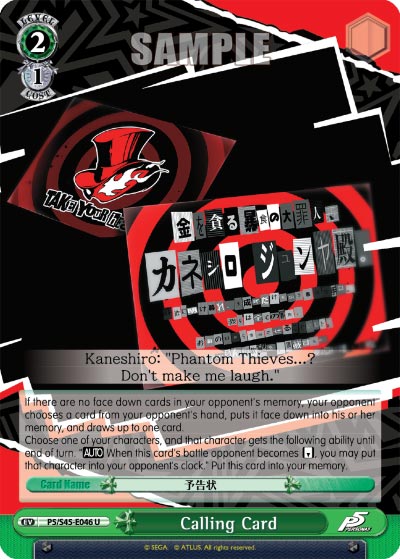 LEVEL
2
1
COST
SAMPLE
TAKE YOUR
金を貪る暴食の大罪人、
カネシロジュンヤ殿
Kaneshiro: "Phantom Thieves...?
Don't make me laugh."
If there are no face down cards in your opponent's memory, your opponent
chooses a card from your opponent's hand, puts it face down into his or her
memory, and draws up to one card.
Choose one of your characters, and that character gets the following ability until
end of turn. "AUTO When this card's battle opponent becomes , you may put
that character into your opponent's clock." Put this card into your memory.
Card Name 予告状
EV P5/S45-E046 U Calling Card P5 PERSONA5
© SEGA. © ATLUS. All rights reserved.